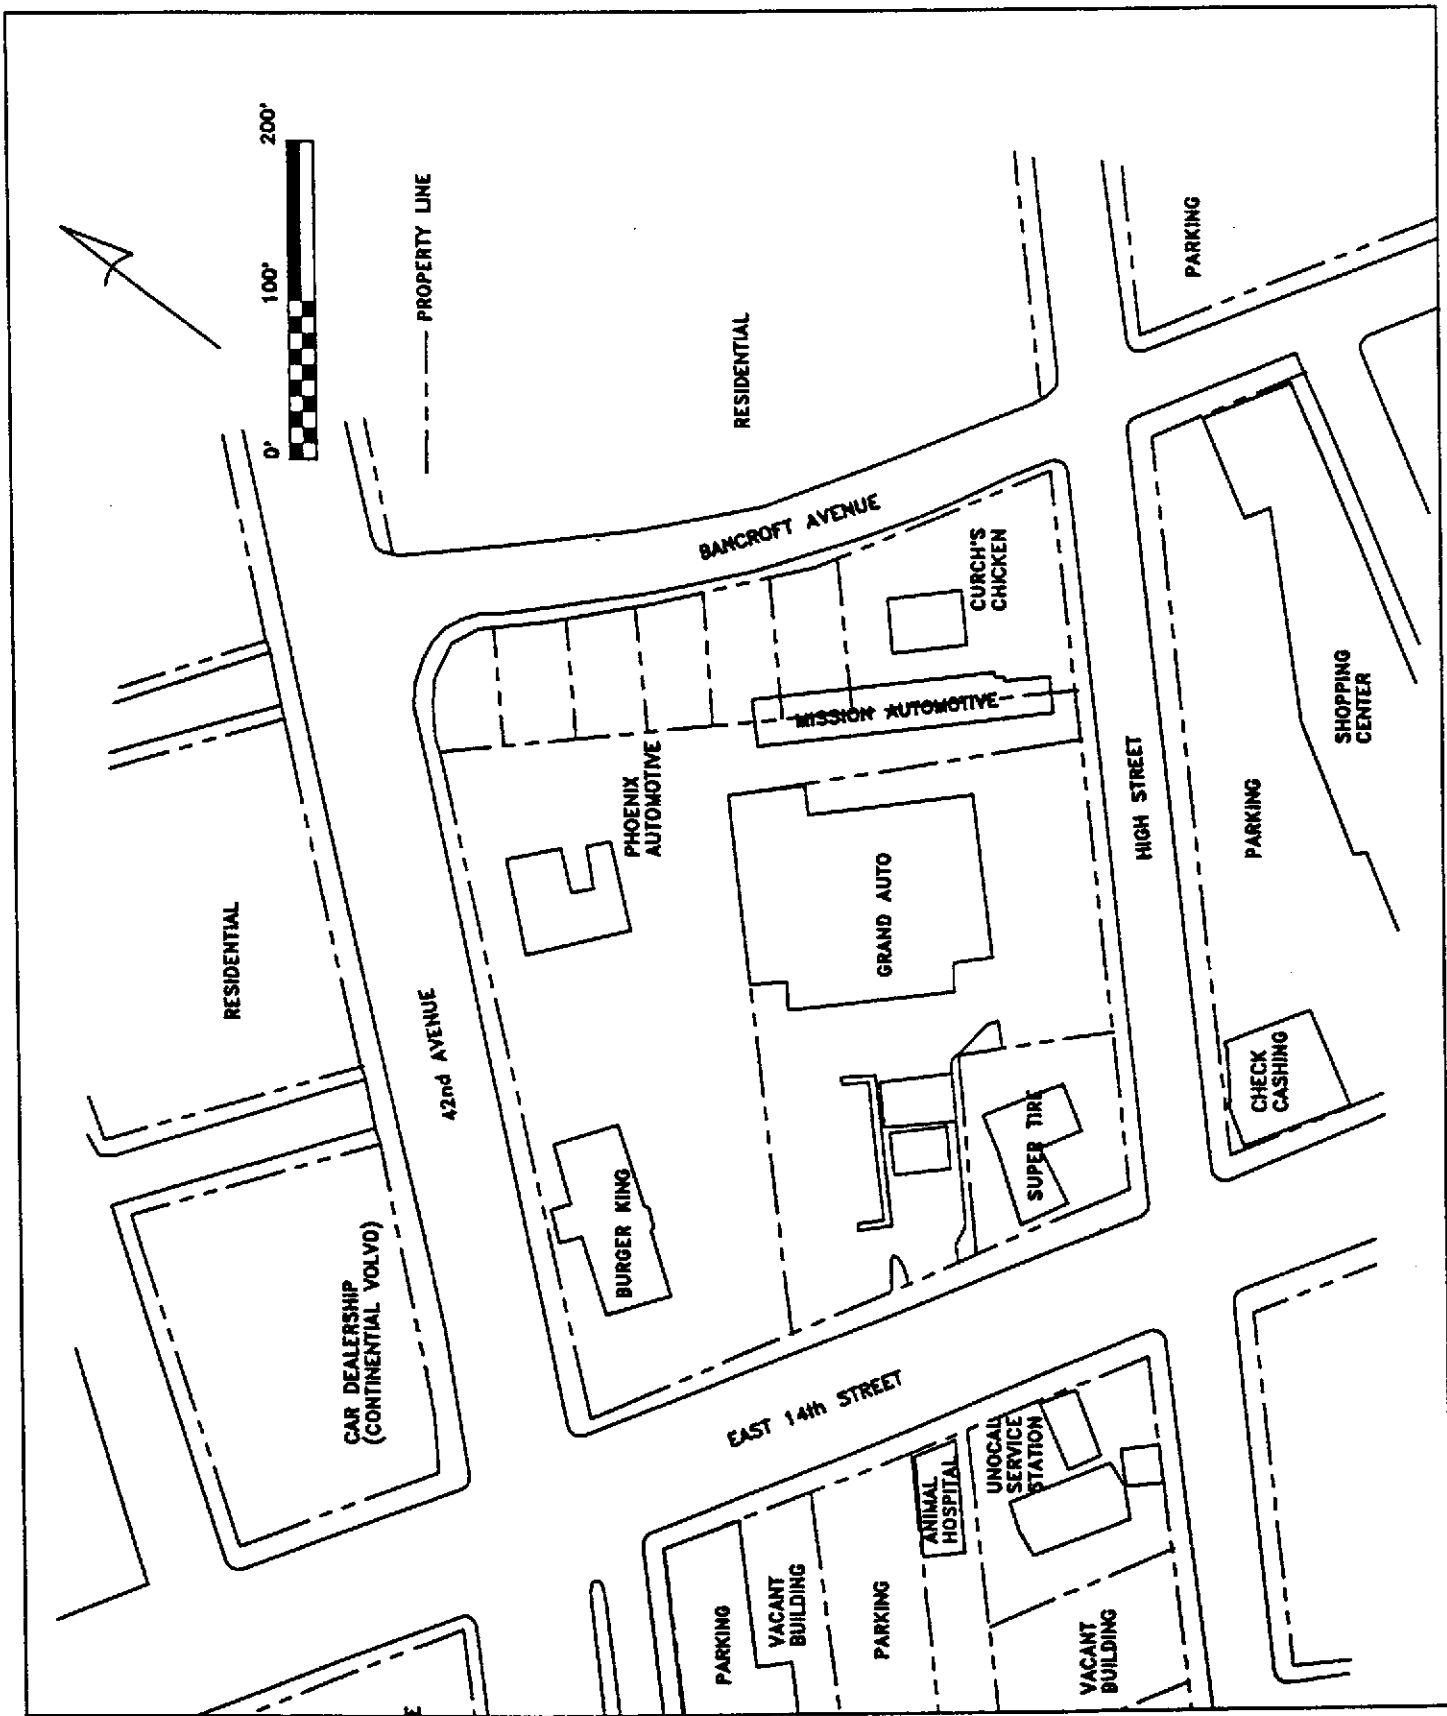 0'
100'
200'
PROPERTY LINE
RESIDENTIAL
PARKING
BANCROFT AVENUE
CURCH'S
CHICKEN
MISSION AUTOMOTIVE
PHOENIX
AUTOMOTIVE
GRAND AUTO
HIGH STREET
SHOPPING
CENTER
PARKING
RESIDENTIAL
42nd AVENUE
CHECK
CASHING
SUPER TIRE
BURGER KING
CAR DEALERSHIP
(CONTINENTIAL VOLVO)
EAST 14th STREET
UNOCAL
SERVICE
STATION
ANIMAL
HOSPITAL
PARKING
VACANT
BUILDING
PARKING
VACANT
BUILDING
E